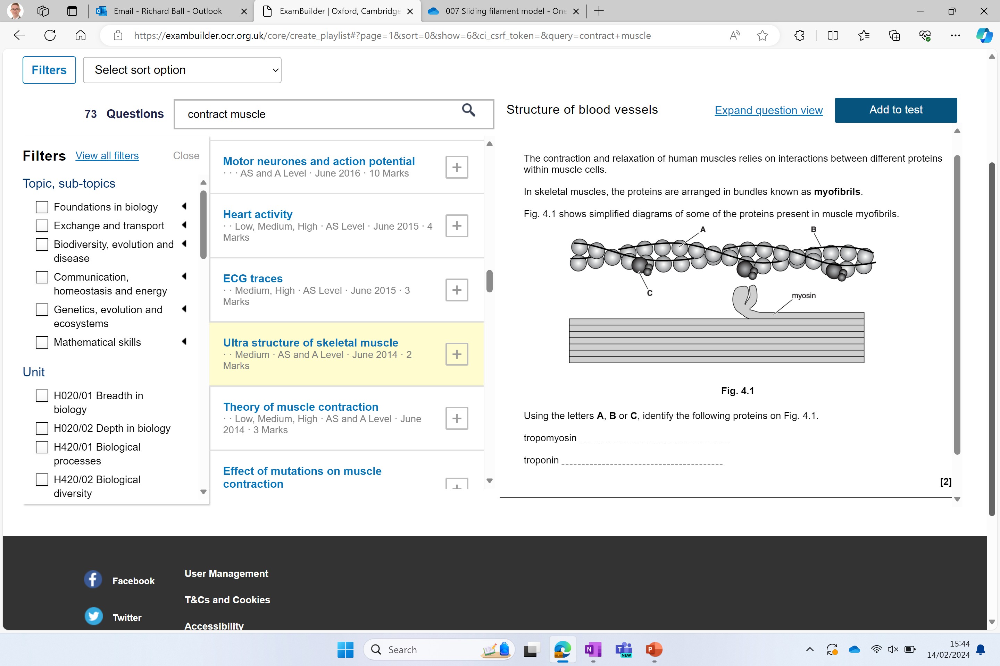 Email - Richard Ball - Outlook
ExamBuilder | Oxford, Cambridge
007 Sliding filament model - One
https://exambuilder.ocr.org.uk/core/create_playlist#?page=1&sort=0&show=6&ci_csrf_token=&query=contract+muscle
Filters
Select sort option
73 Questions
contract muscle
Structure of blood vessels
Expand question view
Add to test
Filters
View all filters
Close
Topic, sub-topics
Foundations in biology
Exchange and transport
Biodiversity, evolution and
disease
Communication,
homeostasis and energy
Genetics, evolution and
ecosystems
Mathematical skills
Unit
H020/01 Breadth in
biology
H020/02 Depth in biology
H420/01 Biological
processes
H420/02 Biological
diversity
Motor neurones and action potential
· · · AS and A Level · June 2016 · 10 Marks
Heart activity
· · Low, Medium, High · AS Level · June 2015 · 4
Marks
ECG traces
· · Medium, High · AS Level · June 2015 · 3
Marks
Ultra structure of skeletal muscle
· · Medium · AS and A Level · June 2014 · 2
Marks
Theory of muscle contraction
· · Low, Medium, High · AS and A Level · June
2014 · 3 Marks
Effect of mutations on muscle
contraction
The contraction and relaxation of human muscles relies on interactions between different proteins
within muscle cells.
In skeletal muscles, the proteins are arranged in bundles known as myofibrils.
Fig. 4.1 shows simplified diagrams of some of the proteins present in muscle myofibrils.
A
B
C
myosin
Fig. 4.1
Using the letters A, B or C, identify the following proteins on Fig. 4.1.
tropomyosin
troponin
[2]
Facebook
Twitter
User Management
T&Cs and Cookies
Accessibility
Search
NEW
15:44
14/02/2024